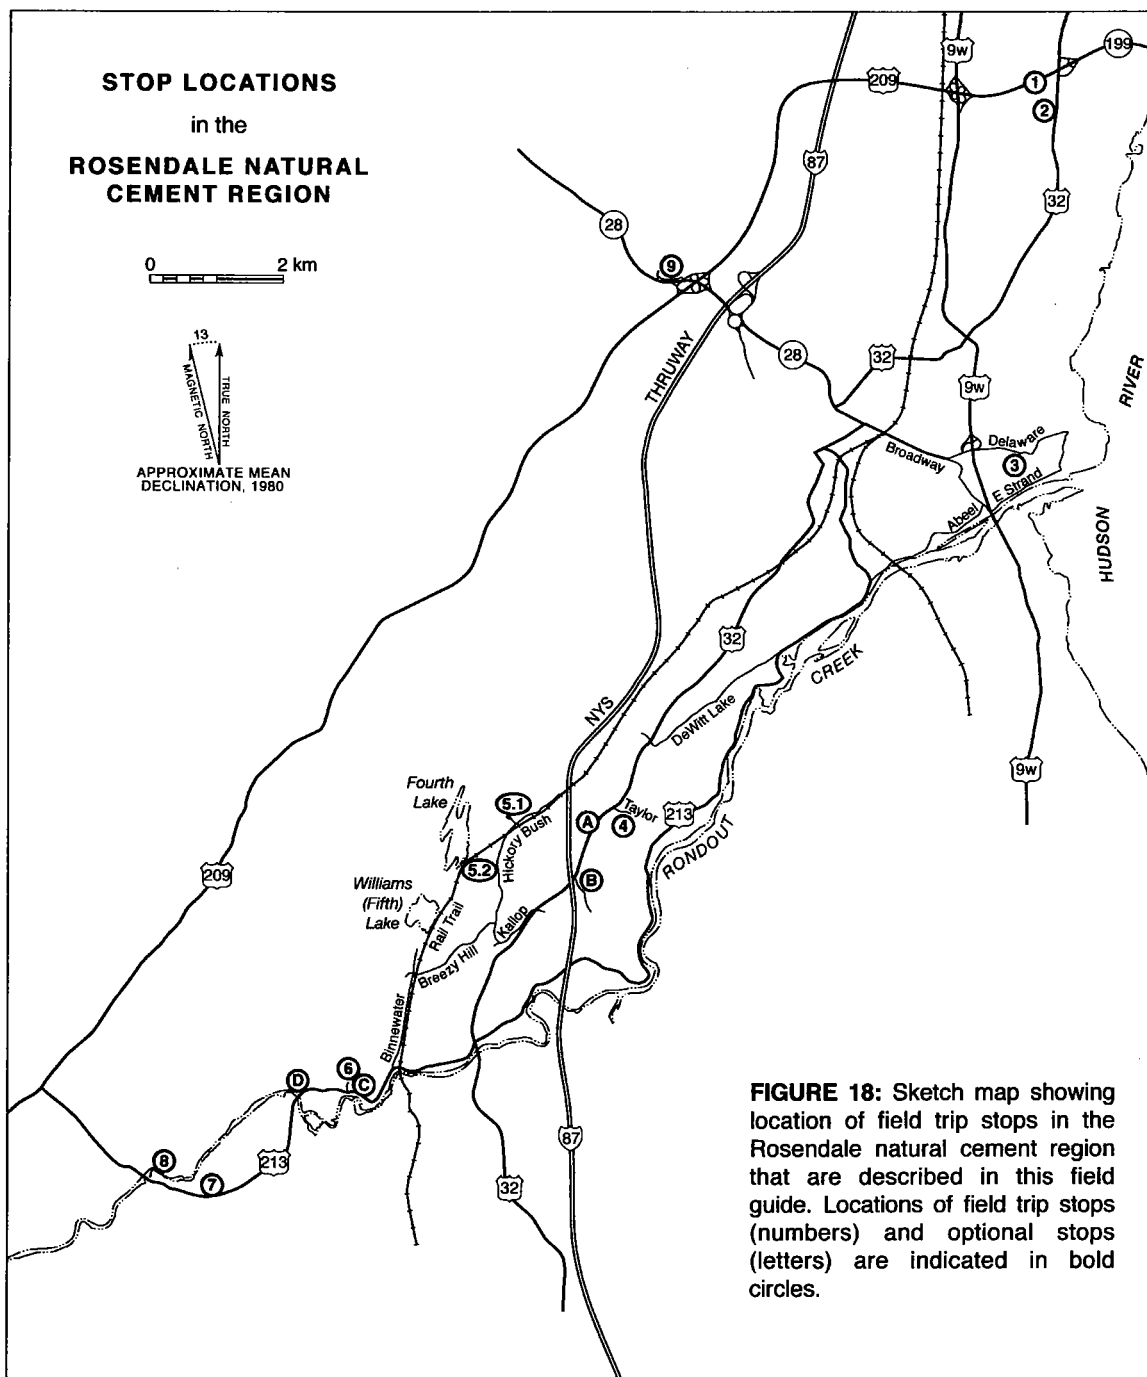 STOP LOCATIONS
in the
ROSENDALE NATURAL
CEMENT REGION
0 2 km
13
MAGNETIC NORTH
TRUE NORTH
APPROXIMATE MEAN
DECLINATION, 1980
9w
199
209
1
2
87
32
28
9
THRUWAY
28
32
9w
RIVER
HUDSON
Delaware
Broadway
3
E Strand
Abeel
32
CREEK
NYS
DeWitt Lake
9w
Fourth
Lake
5.1
Hickory Bush
A
Taylor
4
213
RONDOUT
5.2
B
209
Williams
(Fifth)
Lake
Rail Trail
Kallop
Breezy Hill
Binnewater
6
D
C
8
7
213
87
32
FIGURE 18: Sketch map showing
location of field trip stops in the
Rosendale natural cement region
that are described in this field
guide. Locations of field trip stops
(numbers) and optional stops
(letters) are indicated in bold
circles.